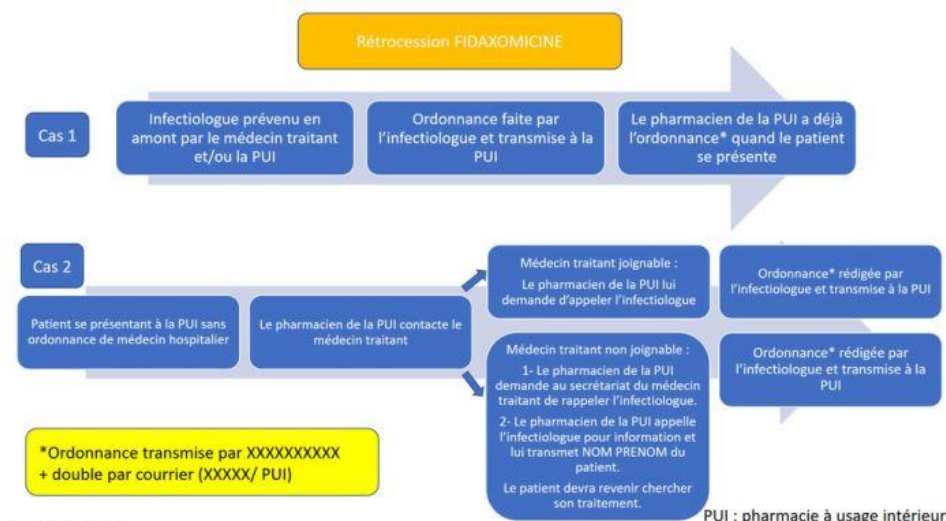 Rétrocession FIDAXOMICINE
Cas 1
Infectiologue prévenu en
amont par le médecin traitant
et/ou la PUI
Ordonnance faite par
l'infectiologue et transmise à la
PUI
Le pharmacien de la PUI a déjà
l'ordonnance* quand le patient
se présente
Cas 2
Patient se présentant à la PUI sans
ordonnance de médecin hospitalier
Le pharmacien de la PUI contacte le
médecin traitant
Médecin traitant joignable :
Le pharmacien de la PUI lui
demande d'appeler l'infectiologue
Ordonnance* rédigée par
l'infectiologue et transmise à la PUI
Médecin traitant non joignable :
1- Le pharmacien de la PUI
demande au secrétariat du médecin
traitant de rappeler l'infectiologue.
2- Le pharmacien de la PUI appelle
l'infectiologue pour information et
lui transmet NOM PRENOM du
patient.
Le patient devra revenir chercher
son traitement.
Ordonnance* rédigée par
l'infectiologue et transmise à la
PUI
*Ordonnance transmise par XXXXXXXXXX
+ double par courrier (XXXXX/ PUI)
PUI : pharmacie à usage intérieur